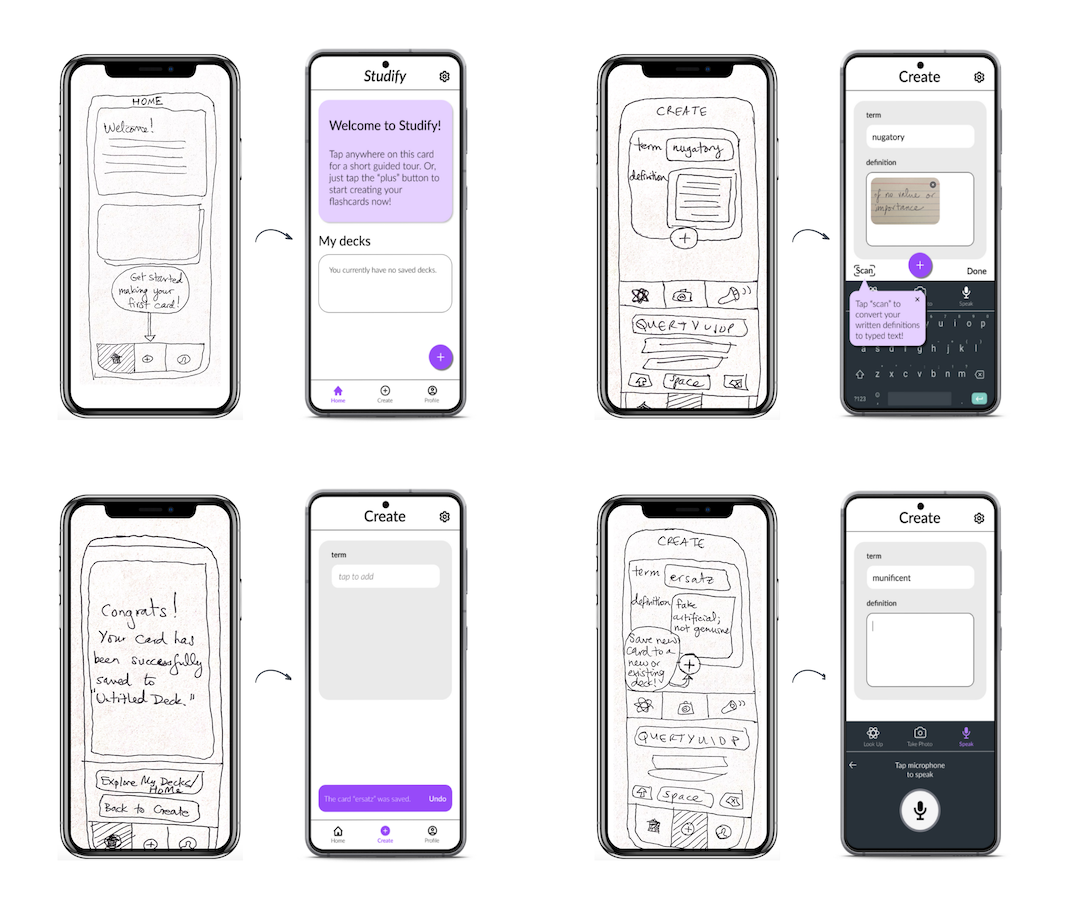 HOME
Welcome!
Get started
making your
first card!
Studify
Welcome to Studify!
Tap anywhere on this card
for a short guided tour. Or,
just tap the "plus" button to
start creating your
flashcards now!
My decks
You currently have no saved decks.
+
Home
Create
Profile
CREATE
term
nugatory
definition
+
QUERTYUIOP
Space
Create
term
nugatory
definition
if no value or
importance
Scan
+
Done
Speak
Tap "scan" to
convert your
written definitions
to typed text!
y u i o p
a s d f g h j k l
z x c v b n m
?123
Congrats!
Your card has
been successfully
saved to
"Untitled Deck."
Explore My Decks/
HoMe
Back to Create
Create
term
tap to add
The card "ersatz" was saved.
Undo
Home
Create
Profile
CREATE
term
ersatz
definition
fake
artificial;
not genuine
Save new
card to a
new or
existing
deck!
+
QUERTYUIOP
Space
Create
term
munificent
definition
Look Up
Take Photo
Speak
Tap microphone
to speak